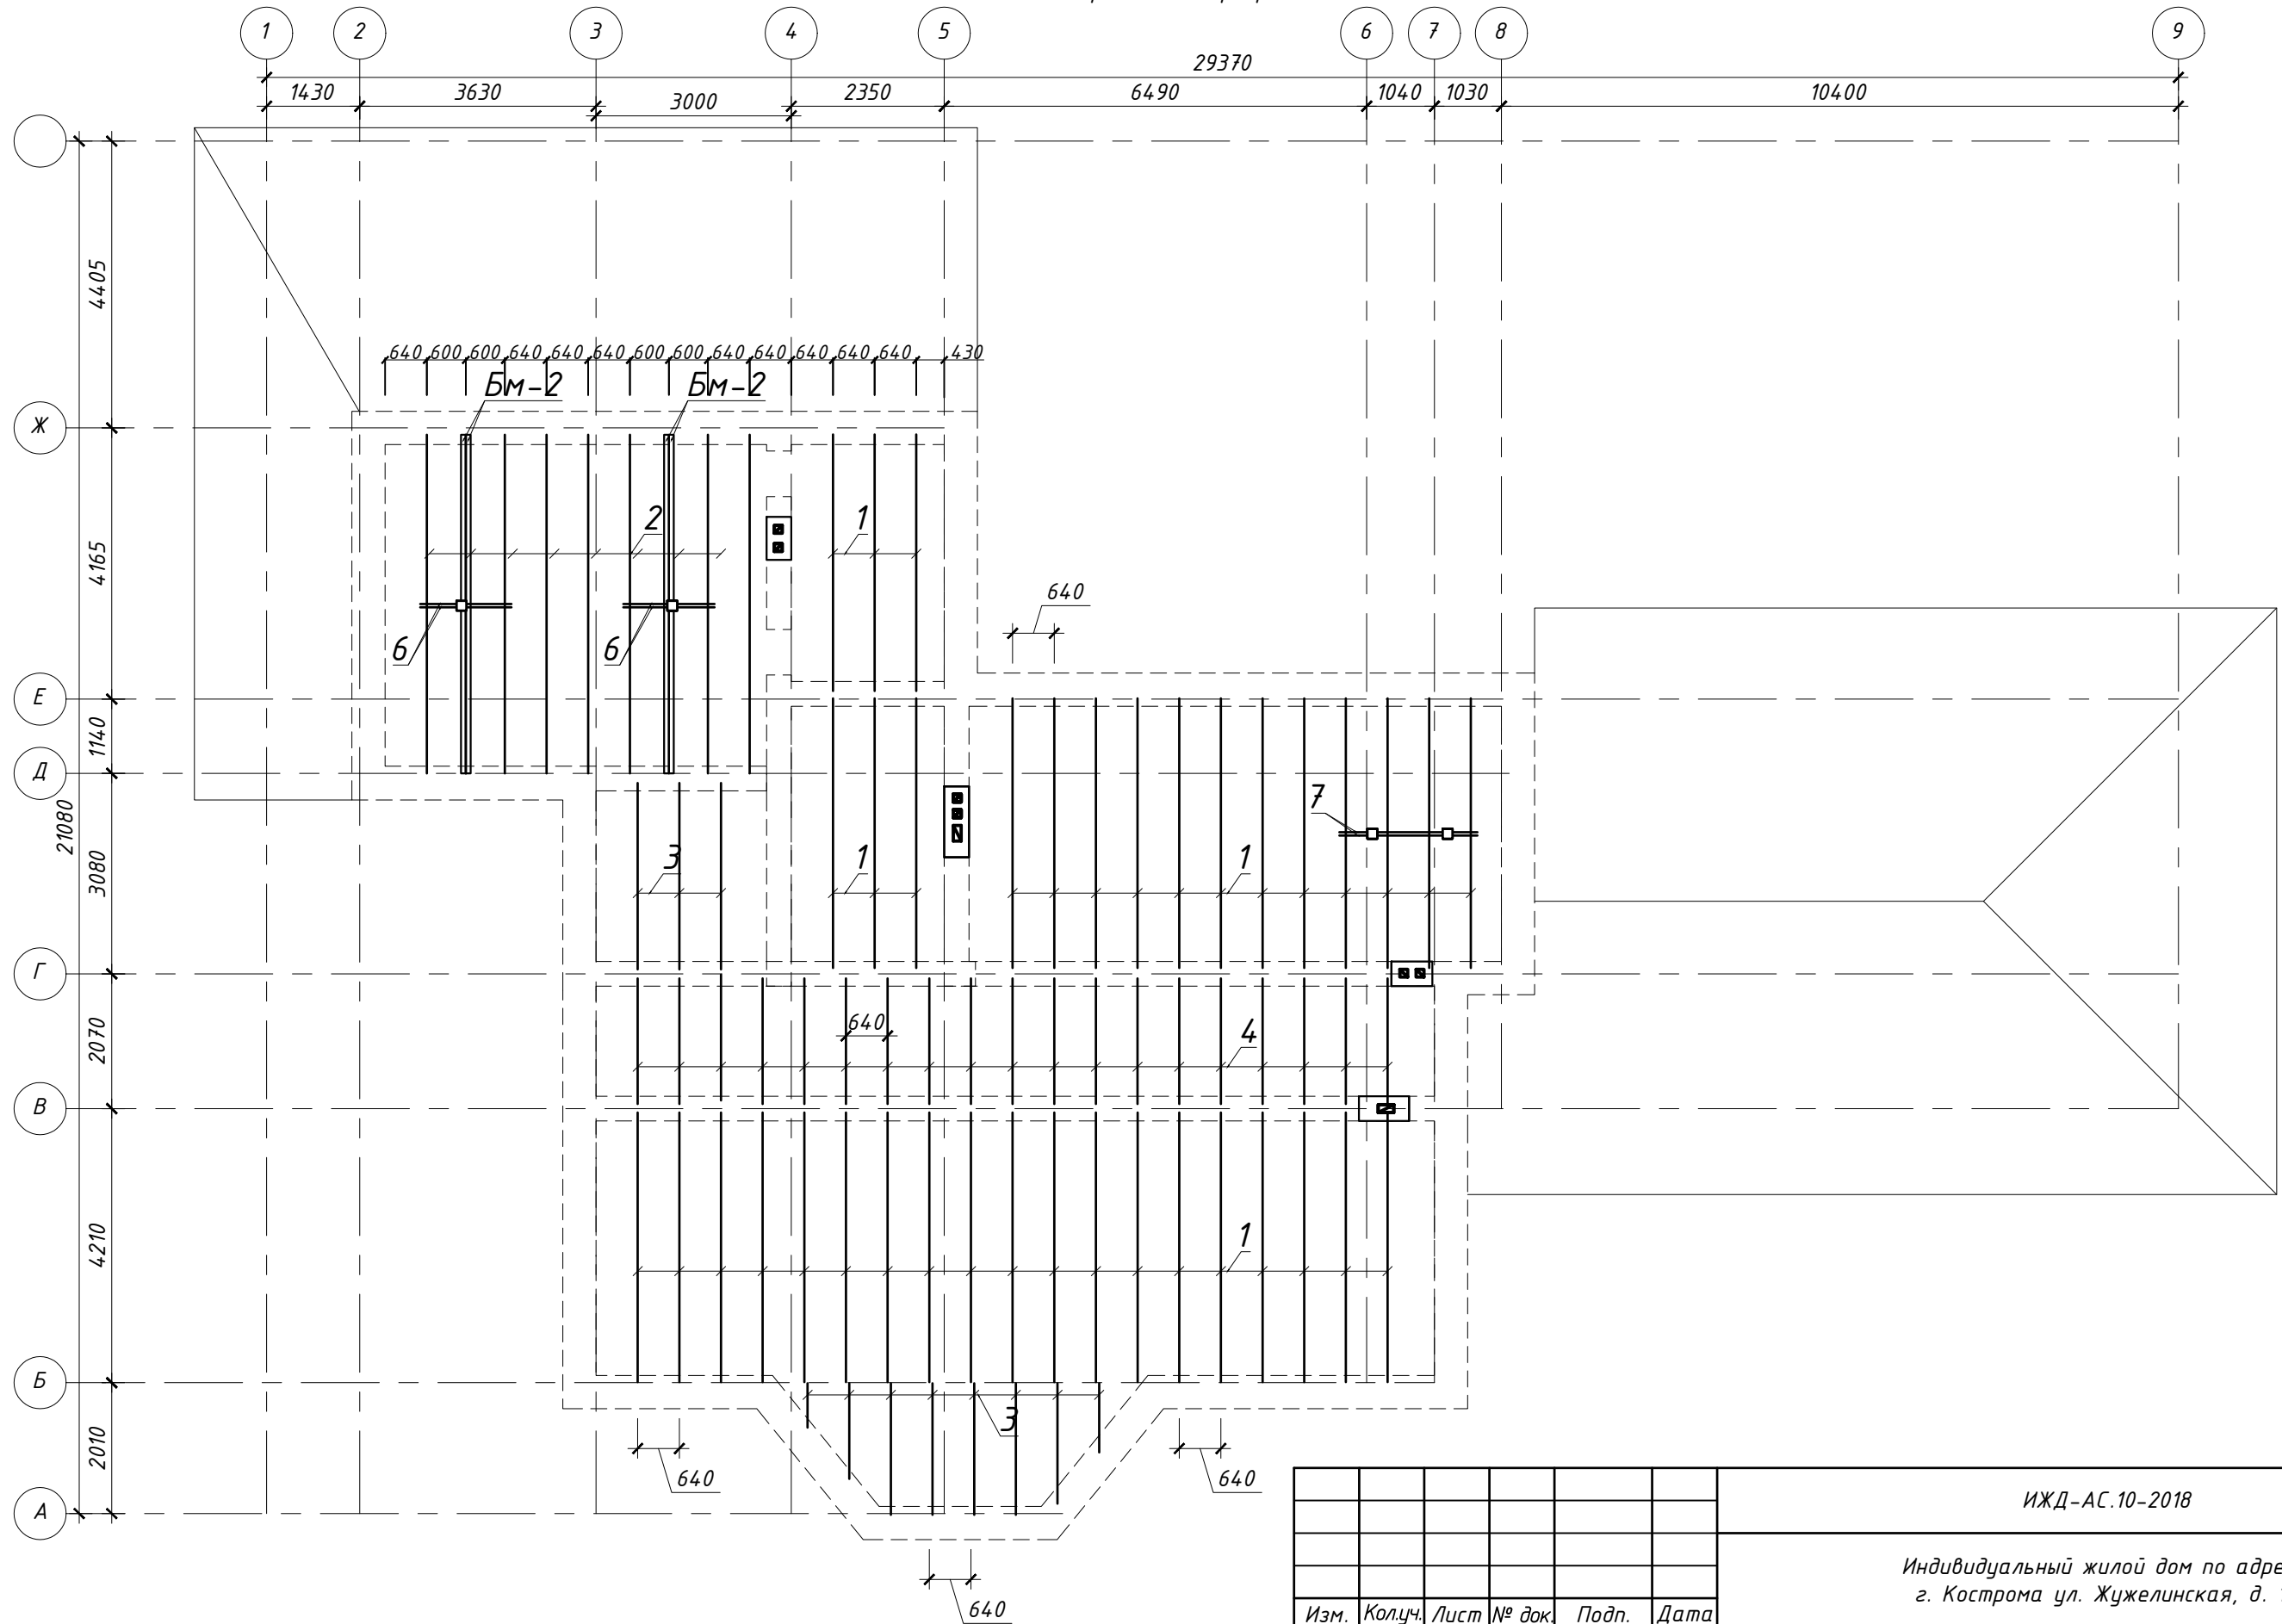 1 2 3 4 5 6 7 8 9
29370
1430 3630 3000 2350 6490 1040 1030 10400
4405
640 600 600 640 640 640 600 600 640 640 640 640 640 430
Бм-2 Бм-2
Ж
2 1
4165
640
6 6
Е
1140
Д
21080
7
3080
3 1 1
Г
640
2070
4
В
4210
1
Б
3
2010
640 640
А
640
ИЖД-АС.10-2018
Индивидуальный жилой дом по адре
г. Кострома ул. Жужелинская, д.
Изм. Кол.уч. Лист № док. Подп. Дата